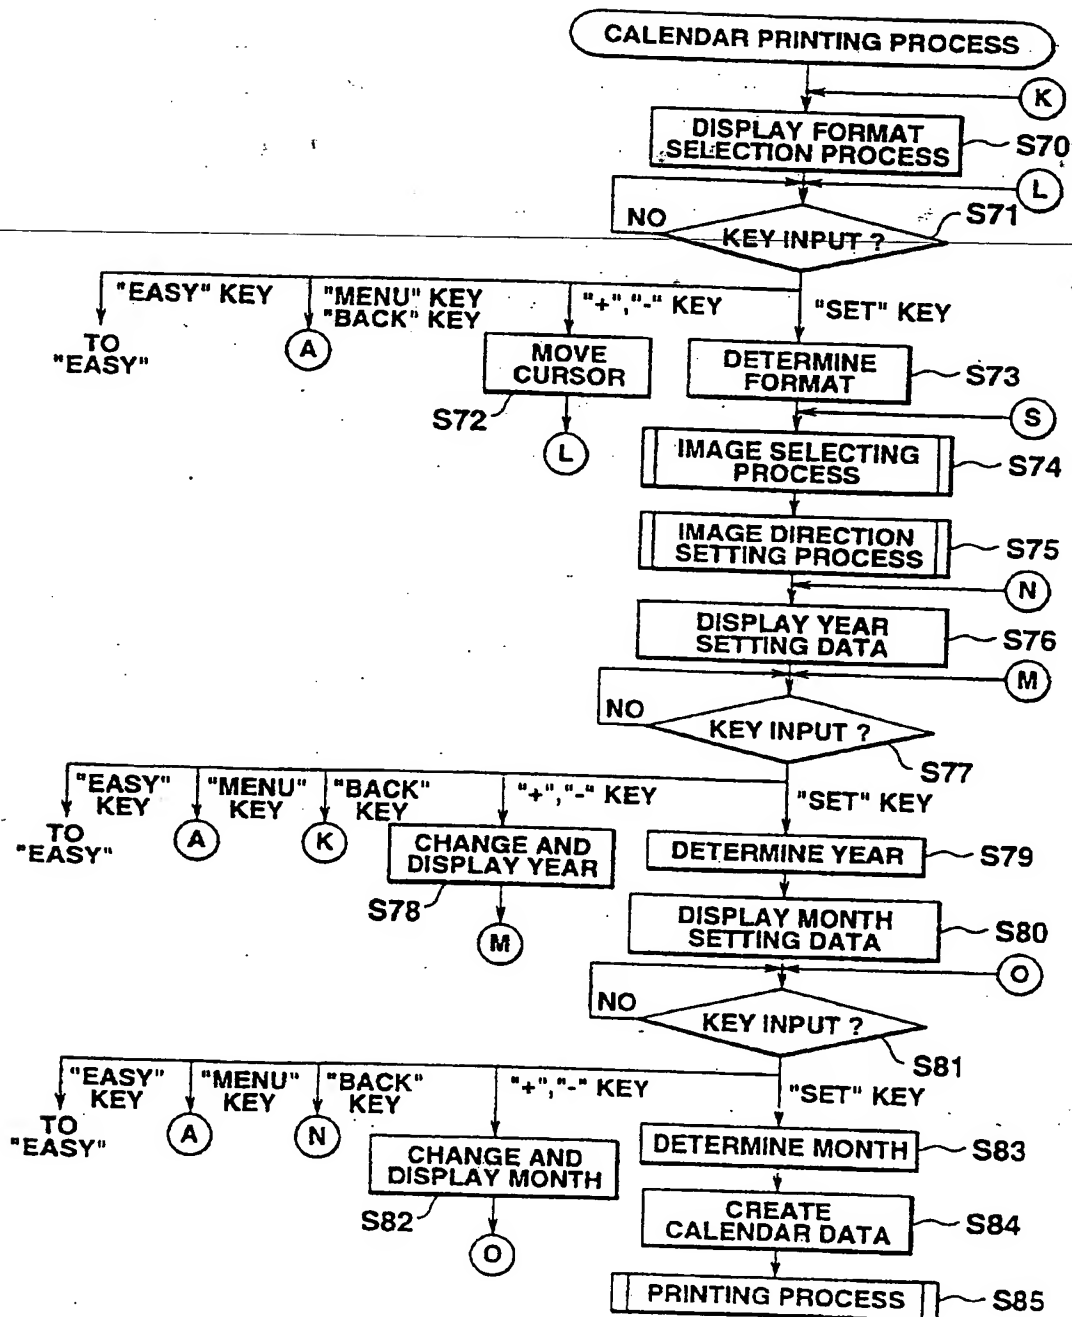 CALENDAR PRINTING PROCESS
K
DISPLAY FORMAT
SELECTION PROCESS
S70
L
NO
KEY INPUT ?
S71
"EASY" KEY
"MENU" KEY
"BACK" KEY
"+","-" KEY
"SET" KEY
TO
"EASY"
A
MOVE
CURSOR
S72
L
DETERMINE
FORMAT
S73
S
IMAGE SELECTING
PROCESS
S74
IMAGE DIRECTION
SETTING PROCESS
S75
N
DISPLAY YEAR
SETTING DATA
S76
M
NO
KEY INPUT ?
S77
"EASY"
KEY
"MENU"
KEY
"BACK"
KEY
"+","-" KEY
"SET" KEY
TO
"EASY"
A
K
CHANGE AND
DISPLAY YEAR
S78
M
DETERMINE YEAR
S79
DISPLAY MONTH
SETTING DATA
S80
O
NO
KEY INPUT ?
S81
"EASY"
KEY
"MENU"
KEY
"BACK"
KEY
"+","-" KEY
"SET" KEY
TO
"EASY"
A
N
CHANGE AND
DISPLAY MONTH
S82
O
DETERMINE MONTH
S83
CREATE
CALENDAR DATA
S84
PRINTING PROCESS
S85